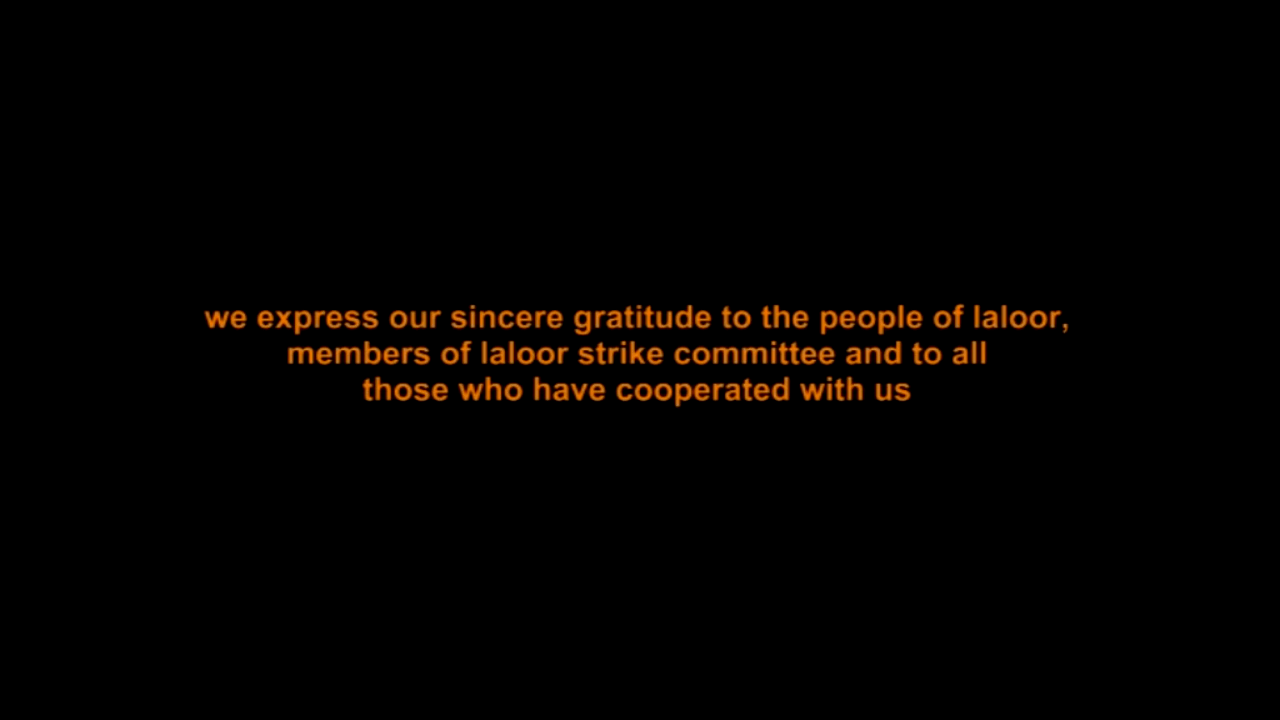 we express our sincere gratitude to the people of laloor,
members of laloor strike committee and to all
those who have cooperated with us